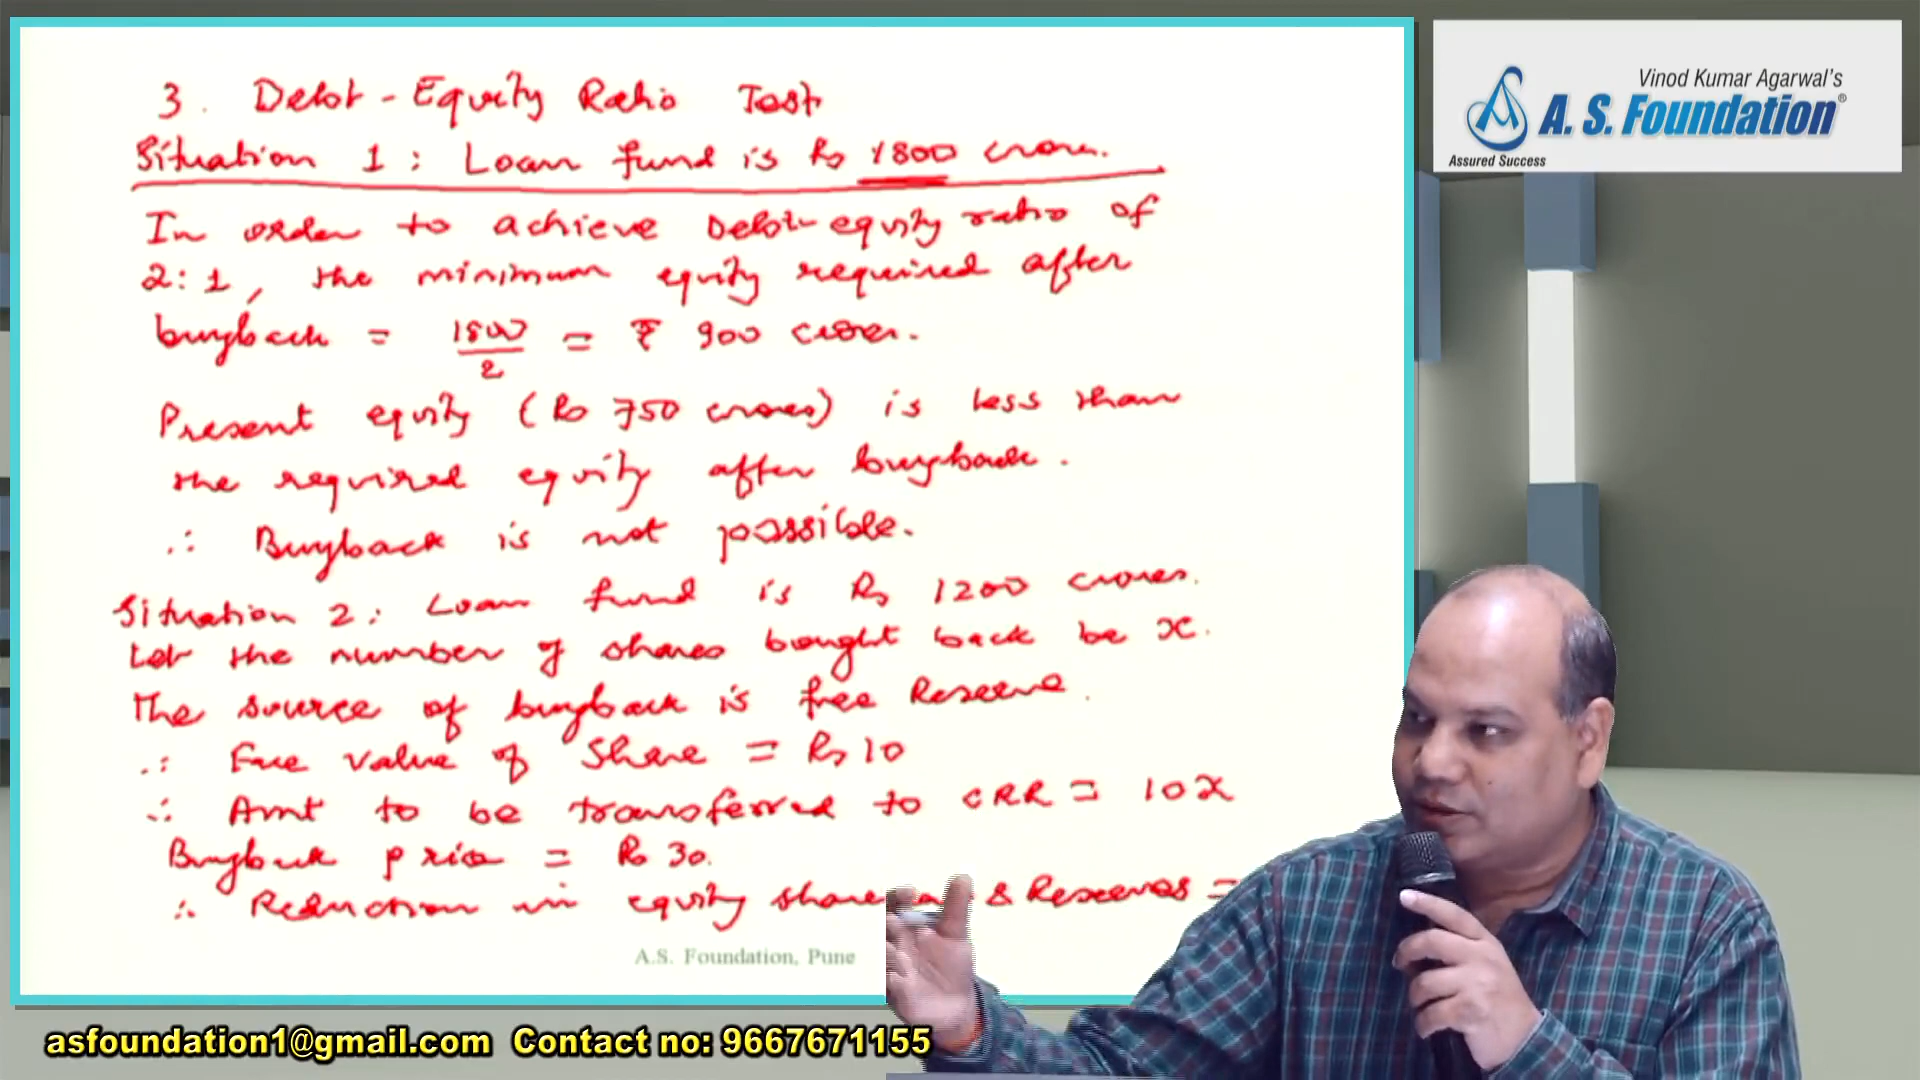 3. Debt-Equity Ratio Test
Situation 1: Loan fund is Rs 1800 crores.
In order to achieve Debt-equity ratio of
2:1, the minimum equity required after
buyback = 1800/2 = ₹ 900 crores.
Present equity (Rs 750 crores) is less than
the required equity after buyback.
∴ Buyback is not possible.
Situation 2: Loan fund is Rs 1200 crores.
Let the number of shares bought back be x.
The source of buyback is free Reserve.
∴ Face value of Share = Rs 10
∴ Amt to be transferred to CRR = 10x
Buyback price = Rs 30.
∴ Reduction in equity share & Reserves =
A.S. Foundation, Pune
Vinod Kumar Agarwal's
A. S. Foundation®
Assured Success
asfoundation1@gmail.com Contact no: 9667671155